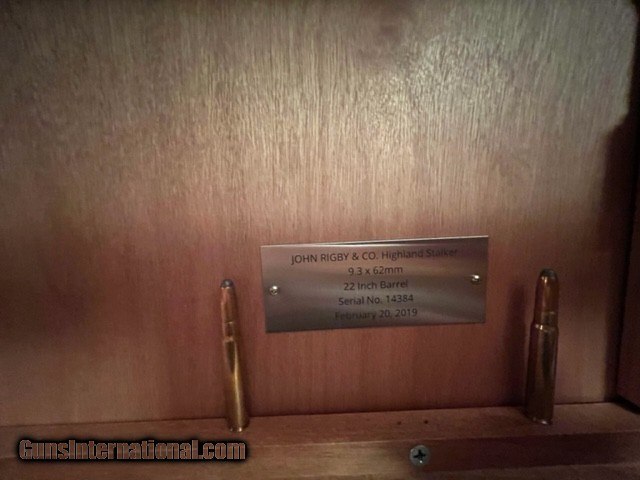 JOHN RIGBY & CO. Highland Stalker
9.3 x 62mm
22 Inch Barrel
Serial No. 14384
February 20, 2019
GunsInternational.com